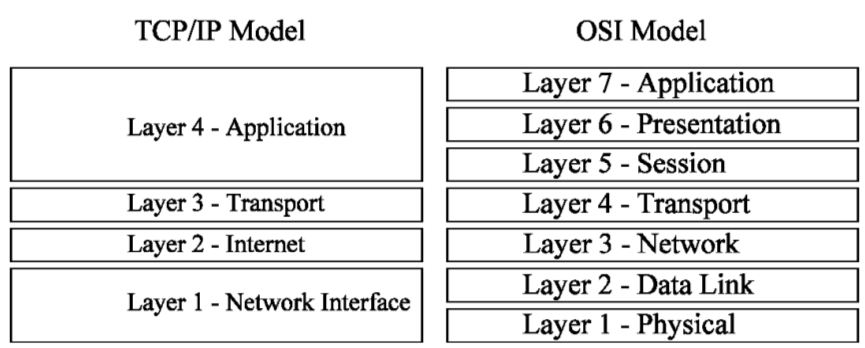 TCP/IP Model
Layer 4 - Application
Layer 3 - Transport
Layer 2 - Internet
Layer 1 - Network Interface
OSI Model
Layer 7 - Application
Layer 6 - Presentation
Layer 5 - Session
Layer 4 - Transport
Layer 3 - Network
Layer 2 - Data Link
Layer 1 - Physical